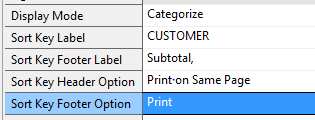 Display Mode Categorize
Sort Key Label CUSTOMER
Sort Key Footer Label Subtotal,
Sort Key Header Option Print·on Same Page
Sort Key Footer Option Print